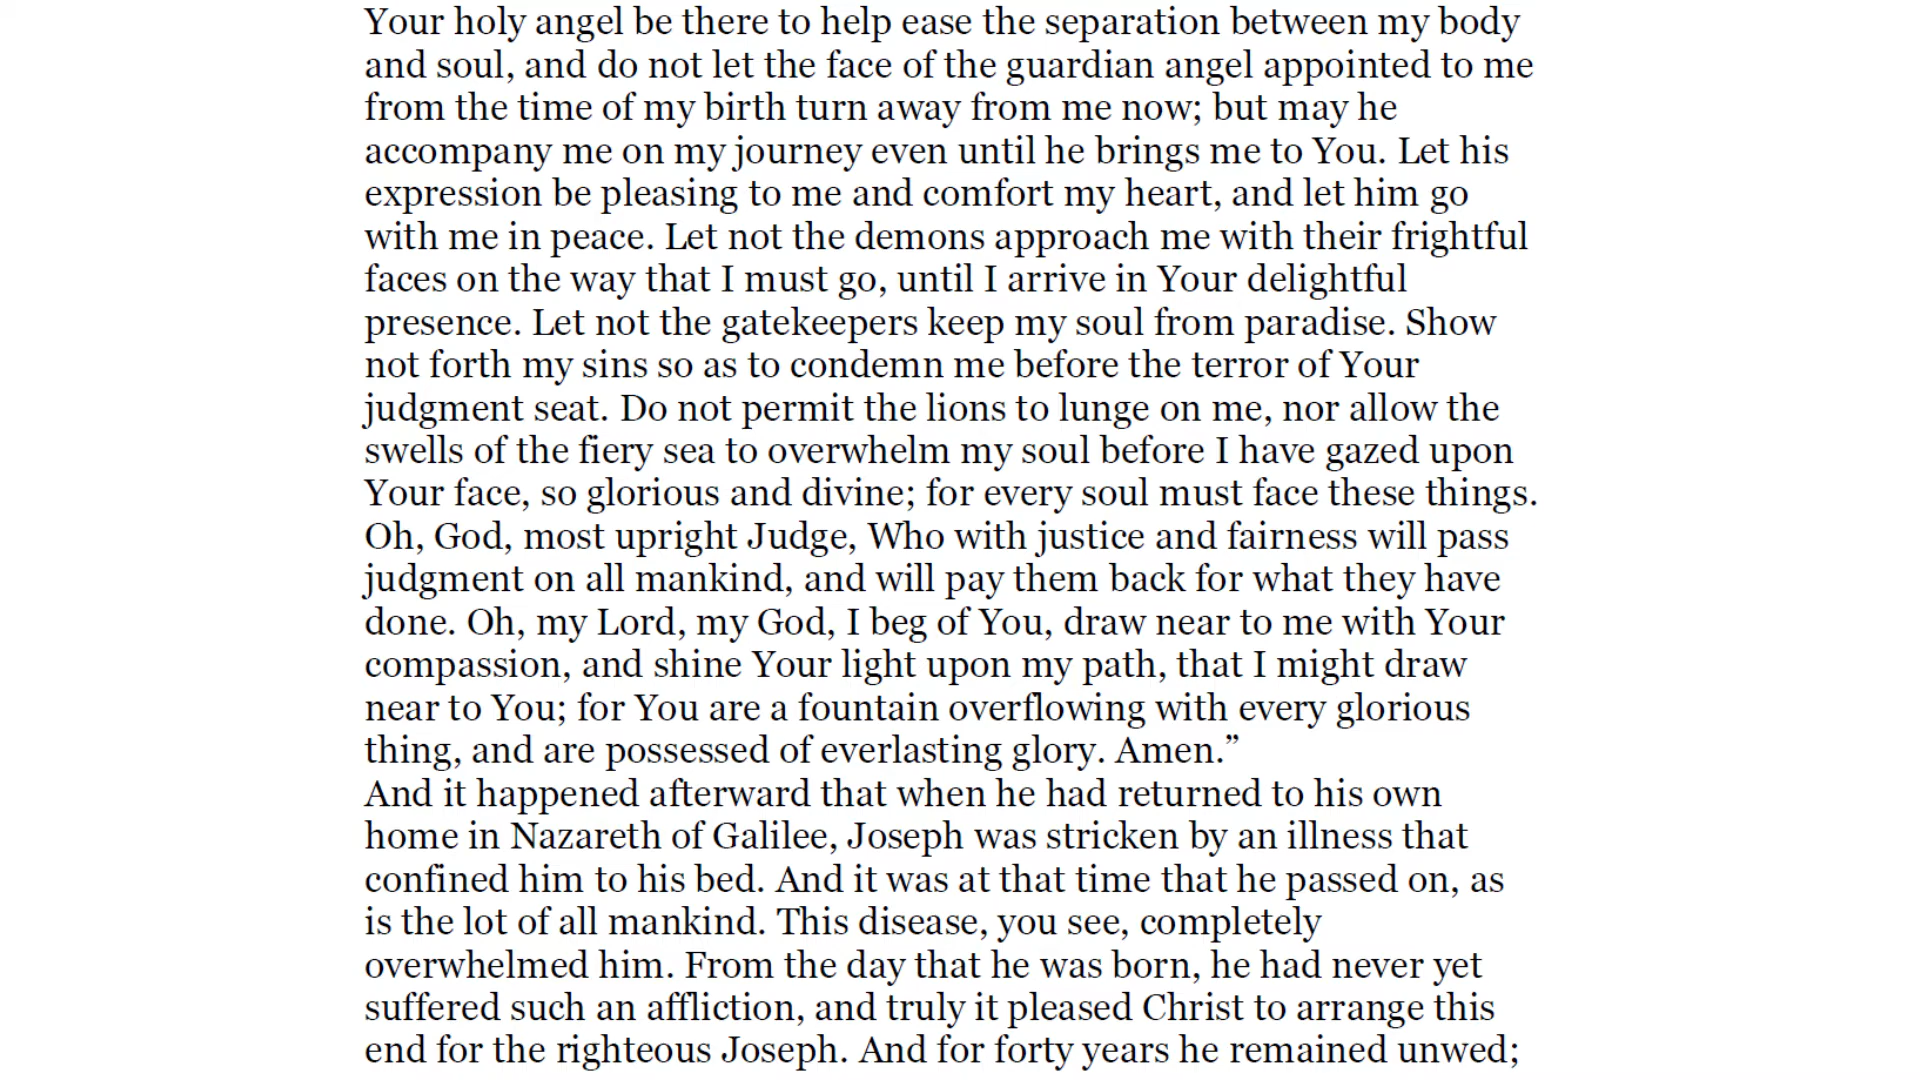 Your holy angel be there to help ease the separation between my body
and soul, and do not let the face of the guardian angel appointed to me
from the time of my birth turn away from me now; but may he
accompany me on my journey even until he brings me to You. Let his
expression be pleasing to me and comfort my heart, and let him go
with me in peace. Let not the demons approach me with their frightful
faces on the way that I must go, until I arrive in Your delightful
presence. Let not the gatekeepers keep my soul from paradise. Show
not forth my sins so as to condemn me before the terror of Your
judgment seat. Do not permit the lions to lunge on me, nor allow the
swells of the fiery sea to overwhelm my soul before I have gazed upon
Your face, so glorious and divine; for every soul must face these things.
Oh, God, most upright Judge, Who with justice and fairness will pass
judgment on all mankind, and will pay them back for what they have
done. Oh, my Lord, my God, I beg of You, draw near to me with Your
compassion, and shine Your light upon my path, that I might draw
near to You; for You are a fountain overflowing with every glorious
thing, and are possessed of everlasting glory. Amen.”
And it happened afterward that when he had returned to his own
home in Nazareth of Galilee, Joseph was stricken by an illness that
confined him to his bed. And it was at that time that he passed on, as
is the lot of all mankind. This disease, you see, completely
overwhelmed him. From the day that he was born, he had never yet
suffered such an affliction, and truly it pleased Christ to arrange this
end for the righteous Joseph. And for forty years he remained unwed;